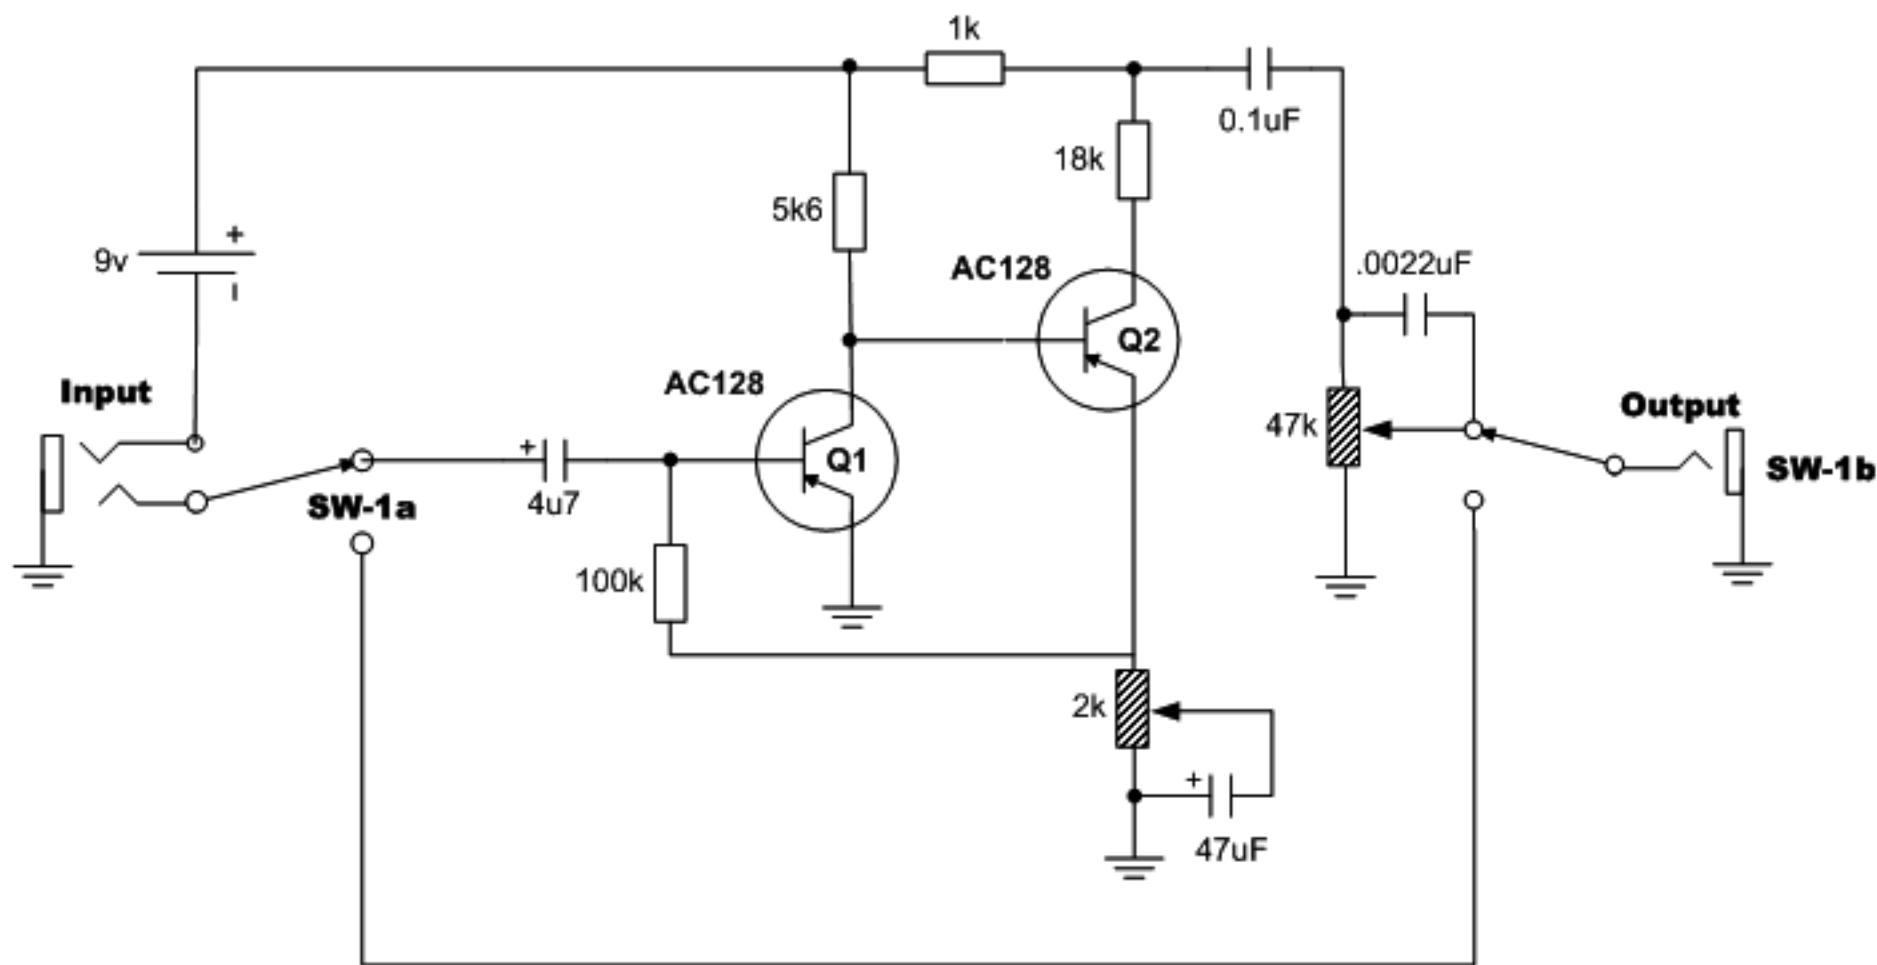 1k
0.1uF
18k
5k6
+
9v
–
AC128
.0022uF
Q2
Input
AC128
Output
47k
+
Q1
SW-1b
SW-1a
4u7
100k
2k
+
47uF